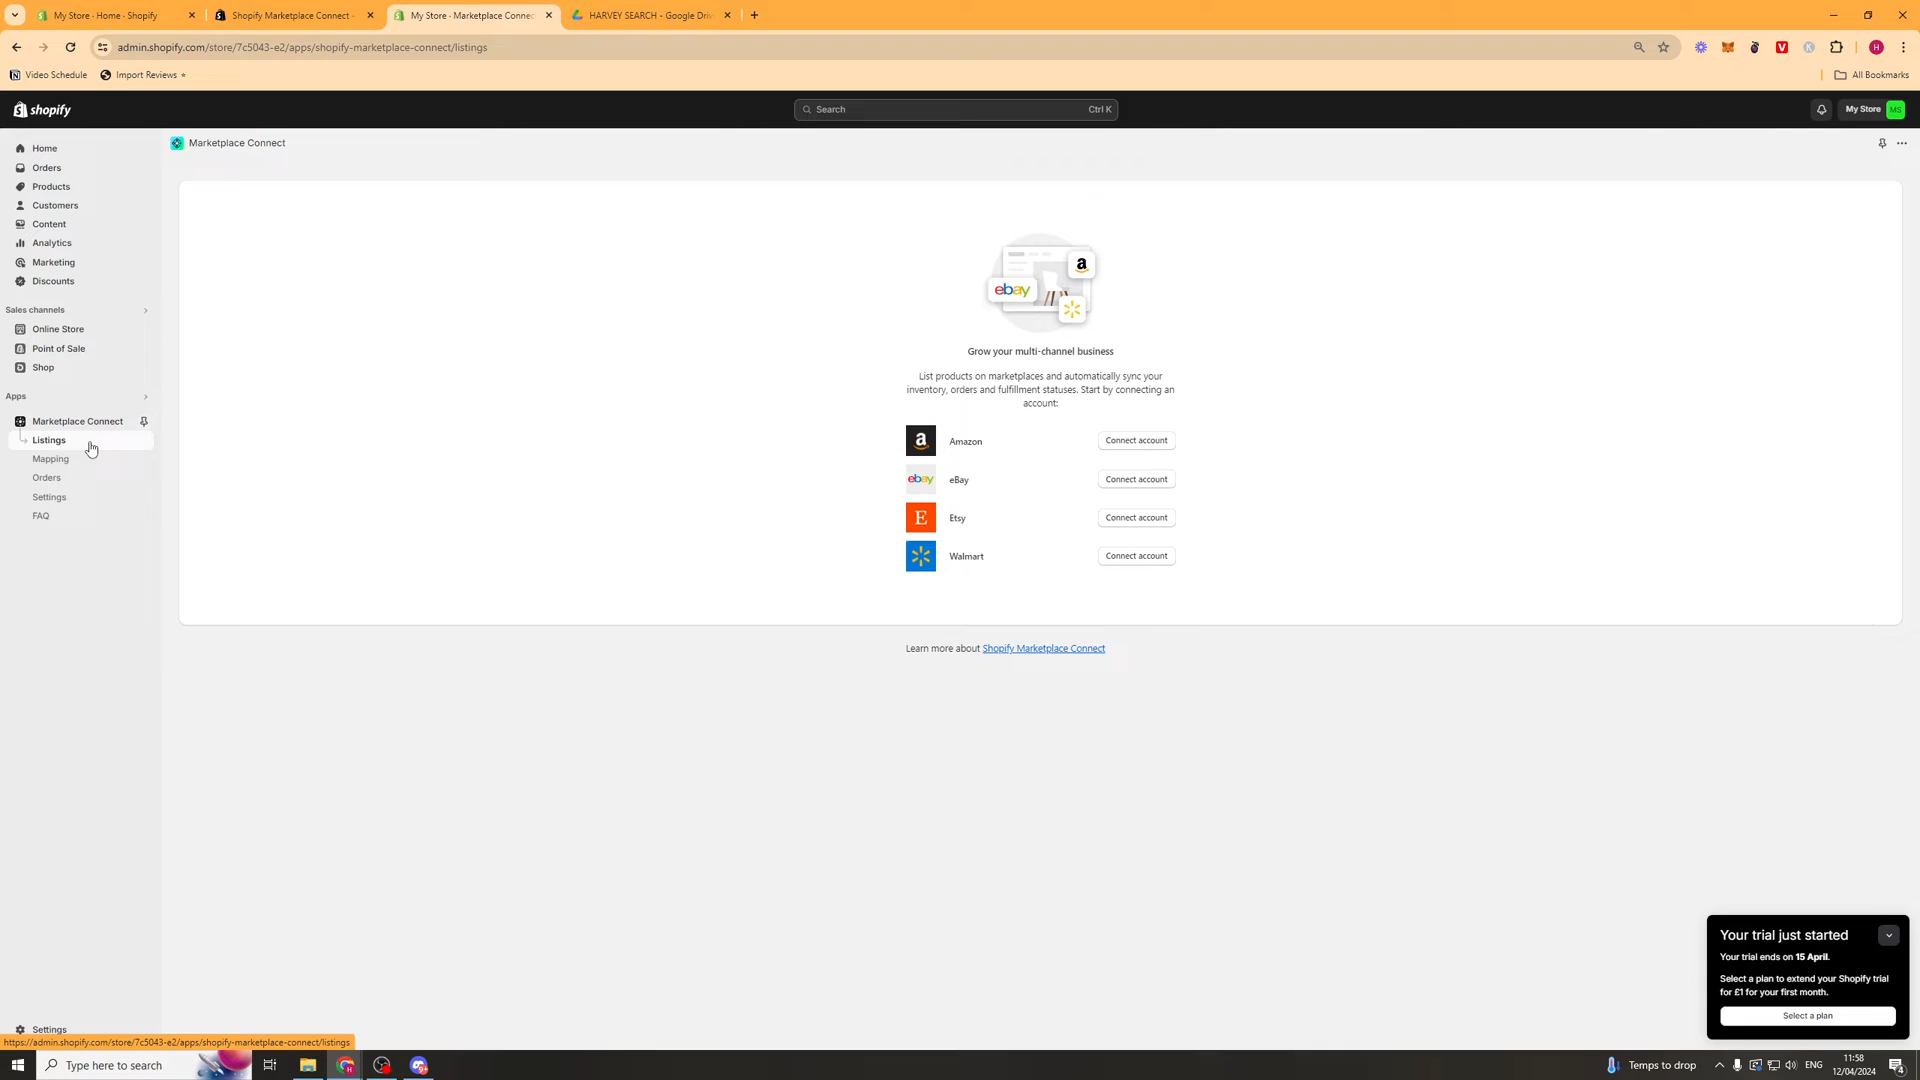 My Store · Home · Shopify
Shopify Marketplace Connect -
My Store · Marketplace Connec
HARVEY SEARCH - Google Driv
admin.shopify.com/store/7c5043-e2/apps/shopify-marketplace-connect/listings
H
Video Schedule
Import Reviews
All Bookmarks
shopify
Search
Ctrl K
My Store
MS
Home
Orders
Products
Customers
Content
Analytics
Marketing
Discounts
Sales channels
Online Store
Point of Sale
Shop
Apps
Marketplace Connect
Listings
Mapping
Orders
Settings
FAQ
Settings
Marketplace Connect
a
ebay
Grow your multi-channel business
List products on marketplaces and automatically sync your
inventory, orders and fulfillment statuses. Start by connecting an
account:
a Amazon Connect account
ebay eBay Connect account
E Etsy Connect account
Walmart Connect account
Learn more about Shopify Marketplace Connect
Your trial just started
Your trial ends on 15 April.
Select a plan to extend your Shopify trial
for £1 for your first month.
Select a plan
https://admin.shopify.com/store/7c5043-e2/apps/shopify-marketplace-connect/listings
Type here to search
Temps to drop
ENG
11:58
12/04/2024
4